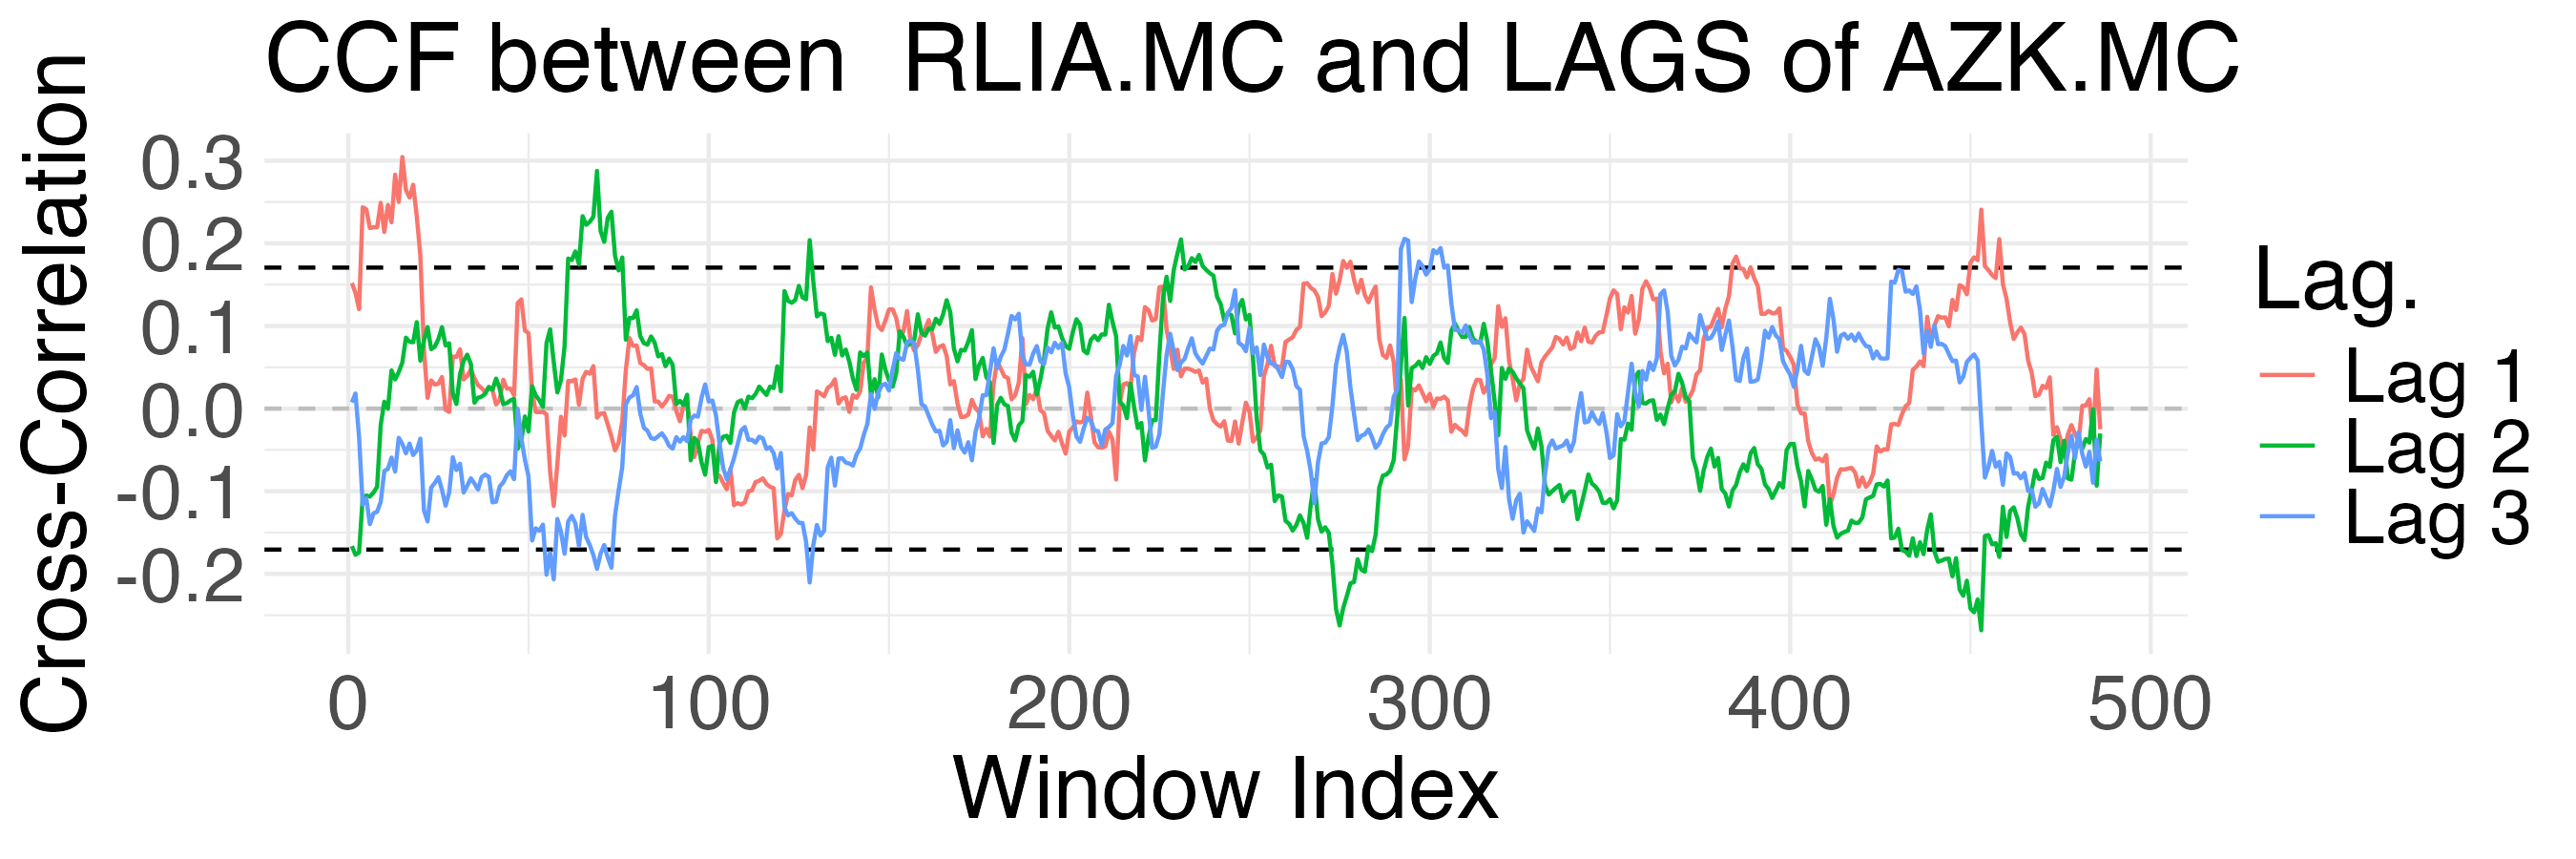 CCF between  RLIA.MC and LAGS of AZK.MC
Cross-Correlation
0.3
0.2
0.1
0.0
-0.1
-0.2
0 100 200 300 400 500
Window Index
Lag.
Lag 1
Lag 2
Lag 3